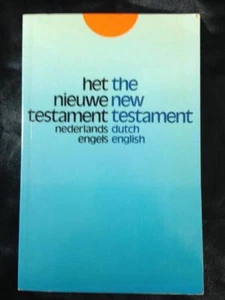 het the
nieuwe new
testament testament
nederlands dutch
engels english